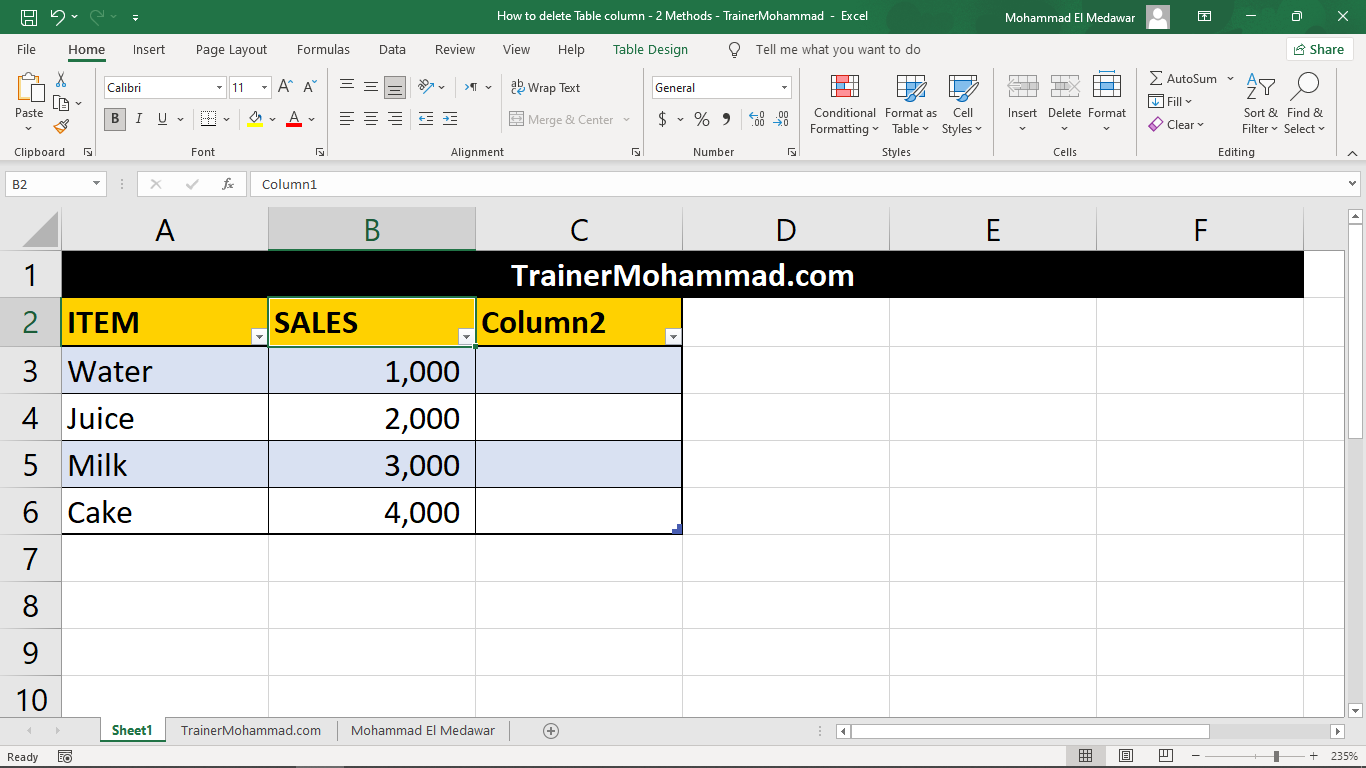 How to delete Table column - 2 Methods - TrainerMohammad - Excel
Mohammad El Medawar
File Home Insert Page Layout Formulas Data Review View Help Table Design Tell me what you want to do Share
Paste
Clipboard
Calibri 11
B I U
Font
Wrap Text
Merge & Center
Alignment
General
$ %
Number
Conditional Formatting
Format as Table
Cell Styles
Styles
Insert Delete Format
Cells
AutoSum
Fill
Clear
Sort & Filter
Find & Select
Editing
B2 fx Column1
A B C D E F
1 TrainerMohammad.com
2 ITEM SALES Column2
3 Water 1,000
4 Juice 2,000
5 Milk 3,000
6 Cake 4,000
7
8
9
10
Sheet1 TrainerMohammad.com Mohammad El Medawar
Ready 235%